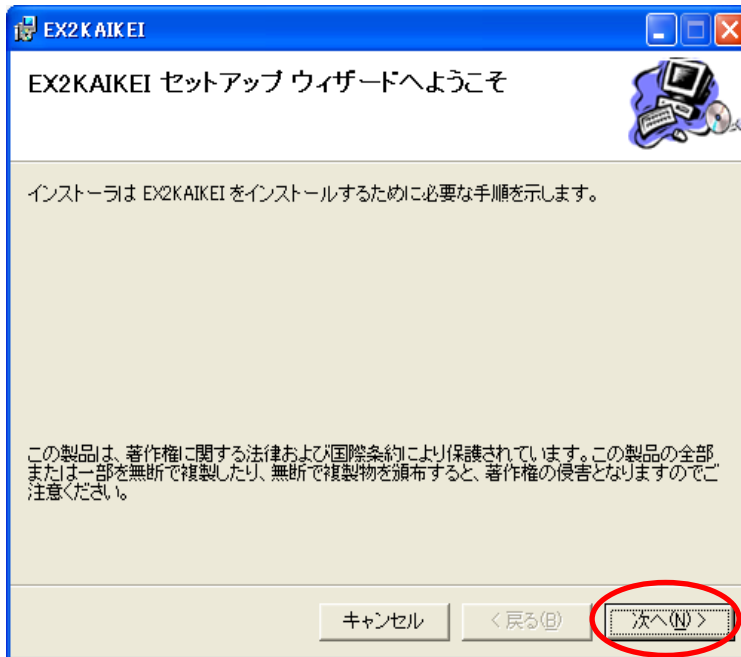 EX2KAIKEI
EX2KAIKEI セットアップ ウィザードへようこそ
インストーラは EX2KAIKEI をインストールするために必要な手順を示します。
この製品は、著作権に関する法律および国際条約により保護されています。この製品の全部
または一部を無断で複製したり、無断で複製物を頒布すると、著作権の侵害となりますのでご
注意ください。
キャンセル < 戻る(B) 次へ(N) >